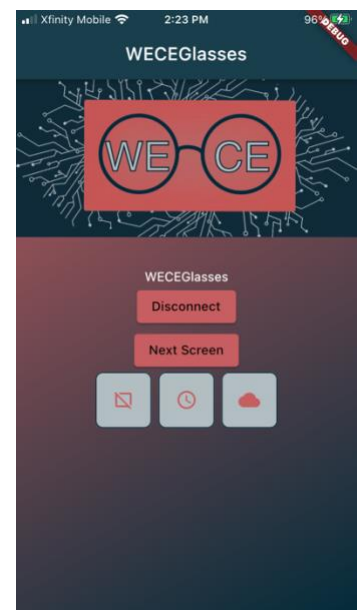 Xfinity Mobile 2:23 PM 96%
DEBUG
WECEGlasses
WE CE
WECEGlasses
Disconnect
Next Screen